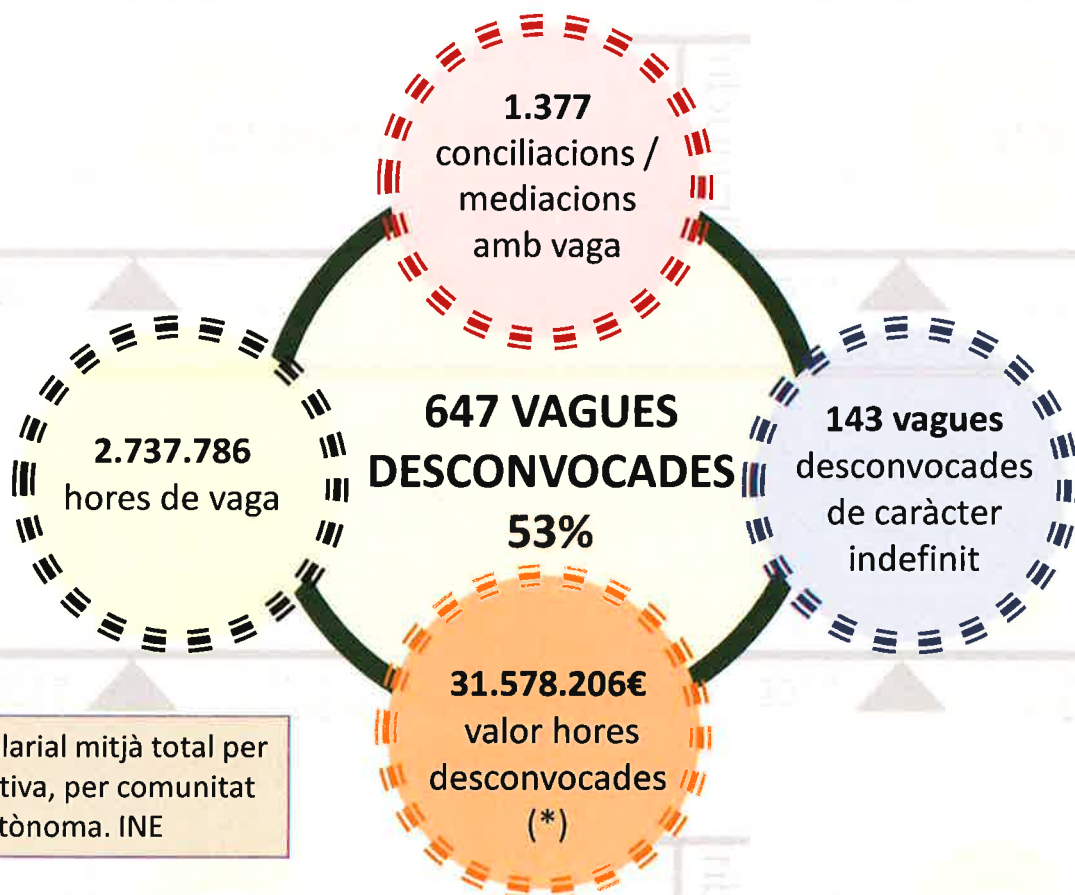 1.377
conciliacions /
mediacions
amb vaga
2.737.786
hores de vaga
647 VAGUES
DESCONVOCADES
53%
143 vagues
desconvocades
de caràcter
indefinit
31.578.206€
valor hores
desconvocades
(*)
larial mitjà total per
tiva, per comunitat
tònoma. INE